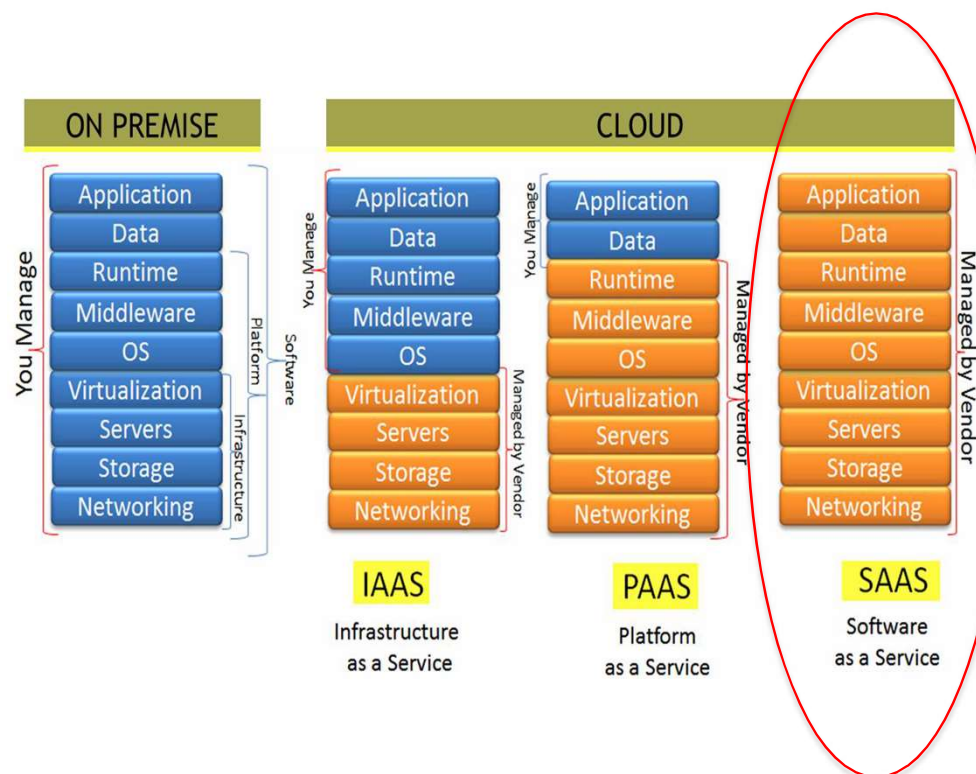 ON PREMISE
You Manage
Application
Data
Runtime
Middleware
OS
Virtualization
Servers
Storage
Networking
Infrastructure
Platform
Software
CLOUD
You Manage
Application
Data
Runtime
Middleware
OS
Virtualization
Servers
Storage
Networking
Managed by Vendor
IAAS
Infrastructure
as a Service
You Manage
Application
Data
Runtime
Middleware
OS
Virtualization
Servers
Storage
Networking
Managed by Vendor
PAAS
Platform
as a Service
Application
Data
Runtime
Middleware
OS
Virtualization
Servers
Storage
Networking
Managed by Vendor
SAAS
Software
as a Service